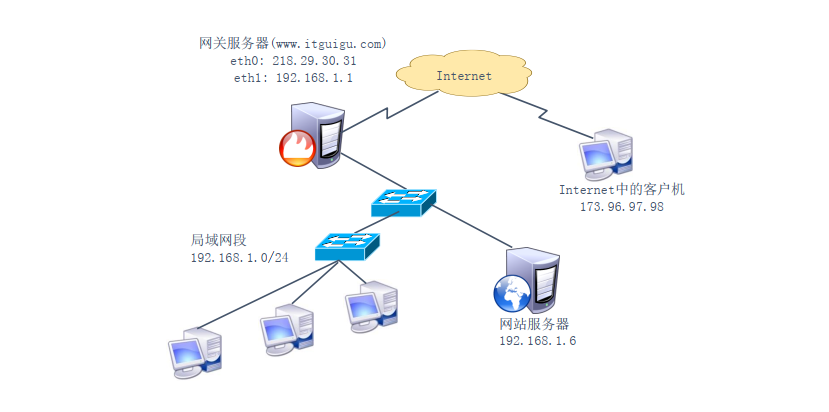 网关服务器(www.itguigu.com)
eth0: 218.29.30.31
eth1: 192.168.1.1
Internet
Internet中的客户机
173.96.97.98
局域网段
192.168.1.0/24
网站服务器
192.168.1.6